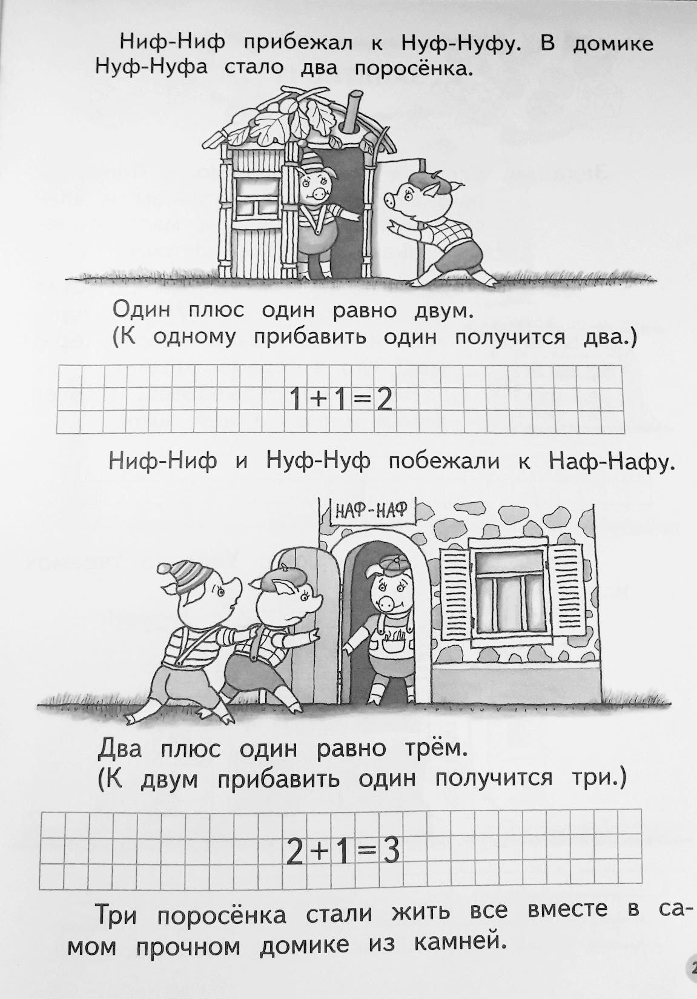 Ниф-Ниф прибежал к Нуф-Нуфу. В домике
Нуф-Нуфа стало два поросёнка.
Один плюс один равно двум.
(К одному прибавить один получится два.)
1+1=2
Ниф-Ниф и Нуф-Нуф побежали к Наф-Нафу.
НАФ-НАФ
Два плюс один равно трём.
(К двум прибавить один получится три.)
2+1=3
Три поросёнка стали жить все вместе в са-
мом прочном домике из камней.